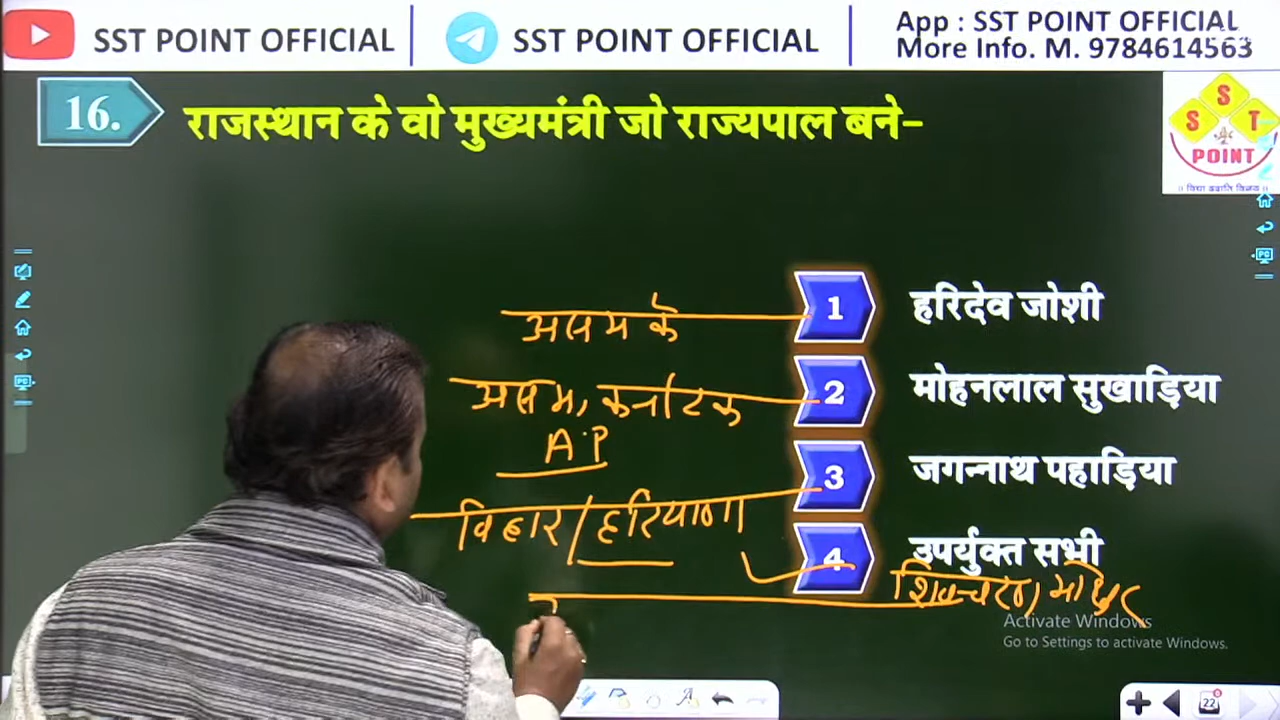 SST POINT OFFICIAL
SST POINT OFFICIAL
App : SST POINT OFFICIAL
More Info. M. 9784614563
16. राजस्थान के वो मुख्यमंत्री जो राज्यपाल बने-
S
S T
POINT
असम के
1 हरिदेव जोशी
असम, कर्नाटक
A.P
2 मोहनलाल सुखाड़िया
बिहार/हरियाणा
3 जगन्नाथ पहाड़िया
4 उपर्युक्त सभी
शिवचरण माथुर
Activate Windows
Go to Settings to activate Windows.
22